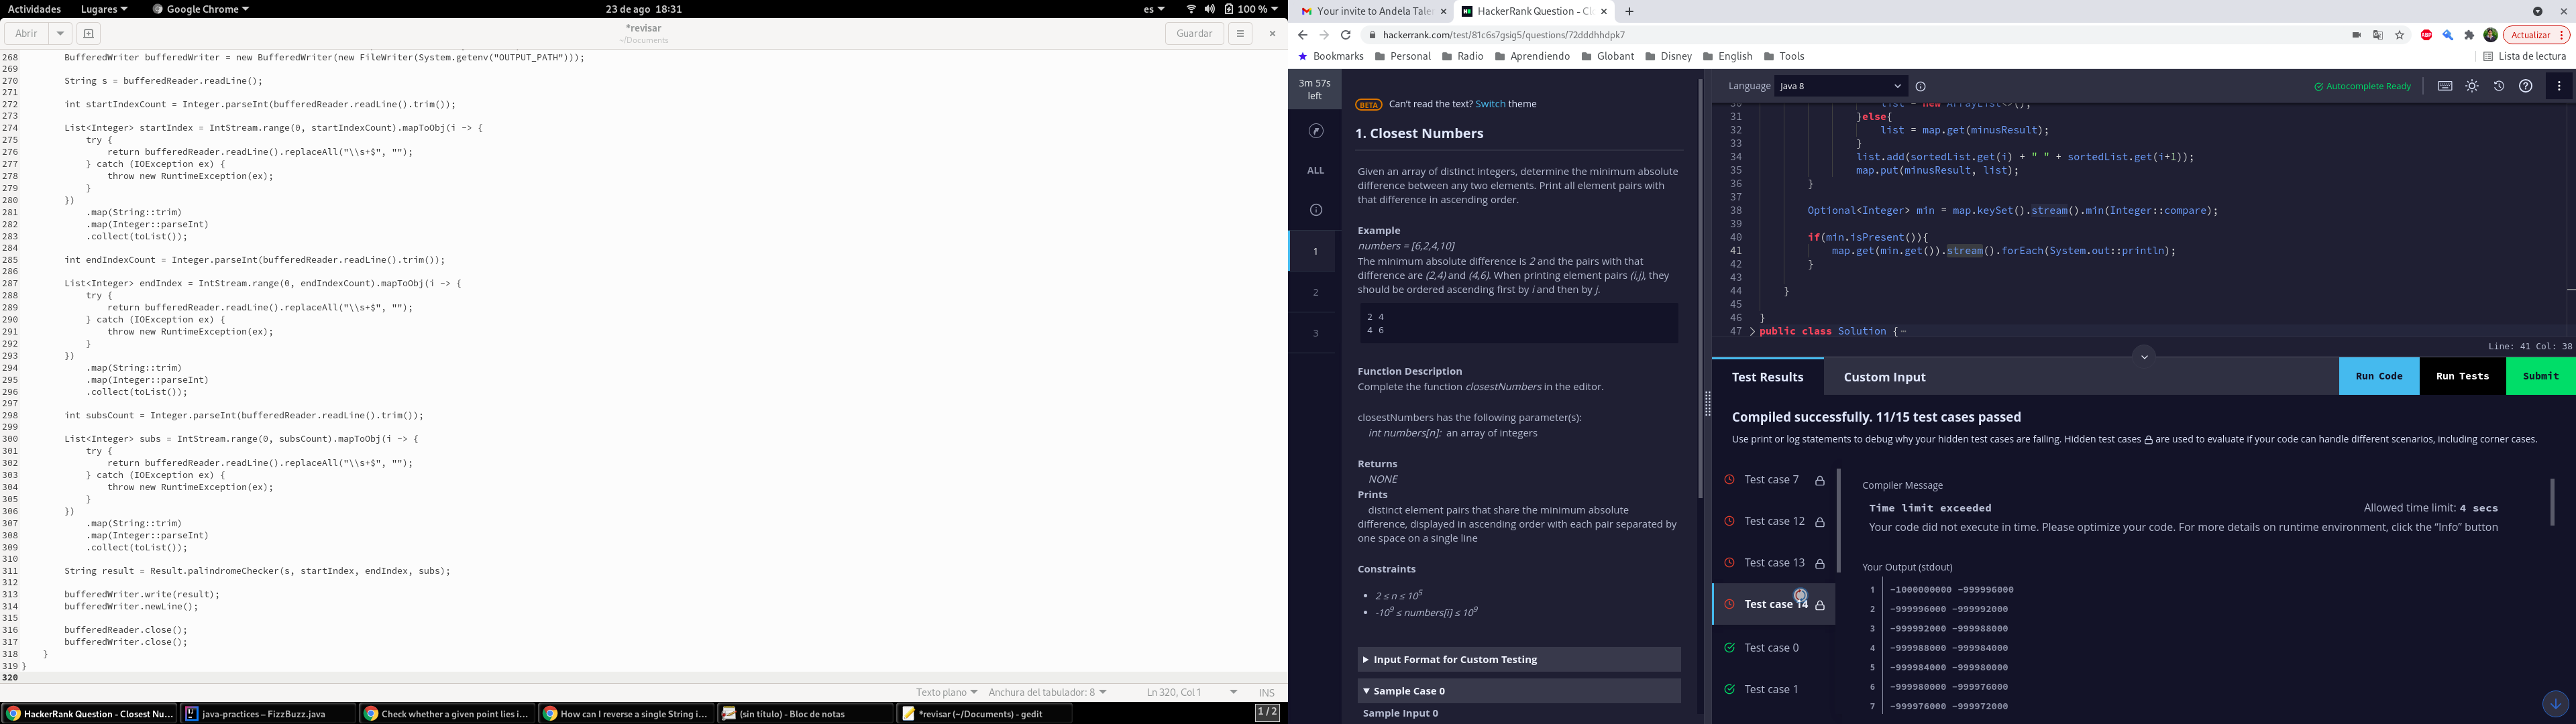 Actividades Lugares Google Chrome 23 de ago 18:31 es 100 %
Abrir *revisar ~/Documents Guardar
268 BufferedWriter bufferedWriter = new BufferedWriter(new FileWriter(System.getenv("OUTPUT_PATH")));
269
270 String s = bufferedReader.readLine();
271
272 int startIndexCount = Integer.parseInt(bufferedReader.readLine().trim());
273
274 List<Integer> startIndex = IntStream.range(0, startIndexCount).mapToObj(i -> {
275 try {
276 return bufferedReader.readLine().replaceAll("\\s+$", "");
277 } catch (IOException ex) {
278 throw new RuntimeException(ex);
279 }
280 })
281 .map(String::trim)
282 .map(Integer::parseInt)
283 .collect(toList());
284
285 int endIndexCount = Integer.parseInt(bufferedReader.readLine().trim());
286
287 List<Integer> endIndex = IntStream.range(0, endIndexCount).mapToObj(i -> {
288 try {
289 return bufferedReader.readLine().replaceAll("\\s+$", "");
290 } catch (IOException ex) {
291 throw new RuntimeException(ex);
292 }
293 })
294 .map(String::trim)
295 .map(Integer::parseInt)
296 .collect(toList());
297
298 int subsCount = Integer.parseInt(bufferedReader.readLine().trim());
299
300 List<Integer> subs = IntStream.range(0, subsCount).mapToObj(i -> {
301 try {
302 return bufferedReader.readLine().replaceAll("\\s+$", "");
303 } catch (IOException ex) {
304 throw new RuntimeException(ex);
305 }
306 })
307 .map(String::trim)
308 .map(Integer::parseInt)
309 .collect(toList());
310
311 String result = Result.palindromeChecker(s, startIndex, endIndex, subs);
312
313 bufferedWriter.write(result);
314 bufferedWriter.newLine();
315
316 bufferedReader.close();
317 bufferedWriter.close();
318 }
319 }
320
Texto plano Anchura del tabulador: 8 Ln 320, Col 1 INS
HackerRank Question - Closest Nu... java-practices – FizzBuzz.java Check whether a given point lies i... How can I reverse a single String i... (sin título) - Bloc de notas *revisar (~/Documents) - gedit 1 / 2
Your invite to Andela Tale HackerRank Question - Cl
hackerrank.com/test/81c6s7gsig5/questions/72dddhhdpk7 ABP Actualizar
Bookmarks Personal Radio Aprendiendo Globant Disney English Tools Lista de lectura
3m 57s
left
ALL
1
2
3
BETA Can't read the text? Switch theme
1. Closest Numbers
Given an array of distinct integers, determine the minimum absolute
difference between any two elements. Print all element pairs with
that difference in ascending order.
Example
numbers = [6,2,4,10]
The minimum absolute difference is 2 and the pairs with that
difference are (2,4) and (4,6). When printing element pairs (i,j), they
should be ordered ascending first by i and then by j.
2 4
4 6
Function Description
Complete the function closestNumbers in the editor.
closestNumbers has the following parameter(s):
int numbers[n]: an array of integers
Returns
NONE
Prints
distinct element pairs that share the minimum absolute
difference, displayed in ascending order with each pair separated by
one space on a single line
Constraints
• 2 ≤ n ≤ 10⁵
• -10⁹ ≤ numbers[i] ≤ 10⁹
Input Format for Custom Testing
Sample Case 0
Sample Input 0
Language Java 8 Autocomplete Ready
30 list = new ArrayList<>();
31 }else{
32 list = map.get(minusResult);
33 }
34 list.add(sortedList.get(i) + " " + sortedList.get(i+1));
35 map.put(minusResult, list);
36 }
37
38 Optional<Integer> min = map.keySet().stream().min(Integer::compare);
39
40 if(min.isPresent()){
41 map.get(min.get()).stream().forEach(System.out::println);
42 }
43
44 }
45
46 }
47 public class Solution {
Line: 41 Col: 38
Test Results Custom Input Run Code Run Tests Submit
Compiled successfully. 11/15 test cases passed
Use print or log statements to debug why your hidden test cases are failing. Hidden test cases are used to evaluate if your code can handle different scenarios, including corner cases.
Test case 7
Test case 12
Test case 13
Test case 14
Test case 0
Test case 1
Compiler Message
Time limit exceeded Allowed time limit: 4 secs
Your code did not execute in time. Please optimize your code. For more details on runtime environment, click the “Info” button
Your Output (stdout)
1 -1000000000 -999996000
2 -999996000 -999992000
3 -999992000 -999988000
4 -999988000 -999984000
5 -999984000 -999980000
6 -999980000 -999976000
7 -999976000 -999972000